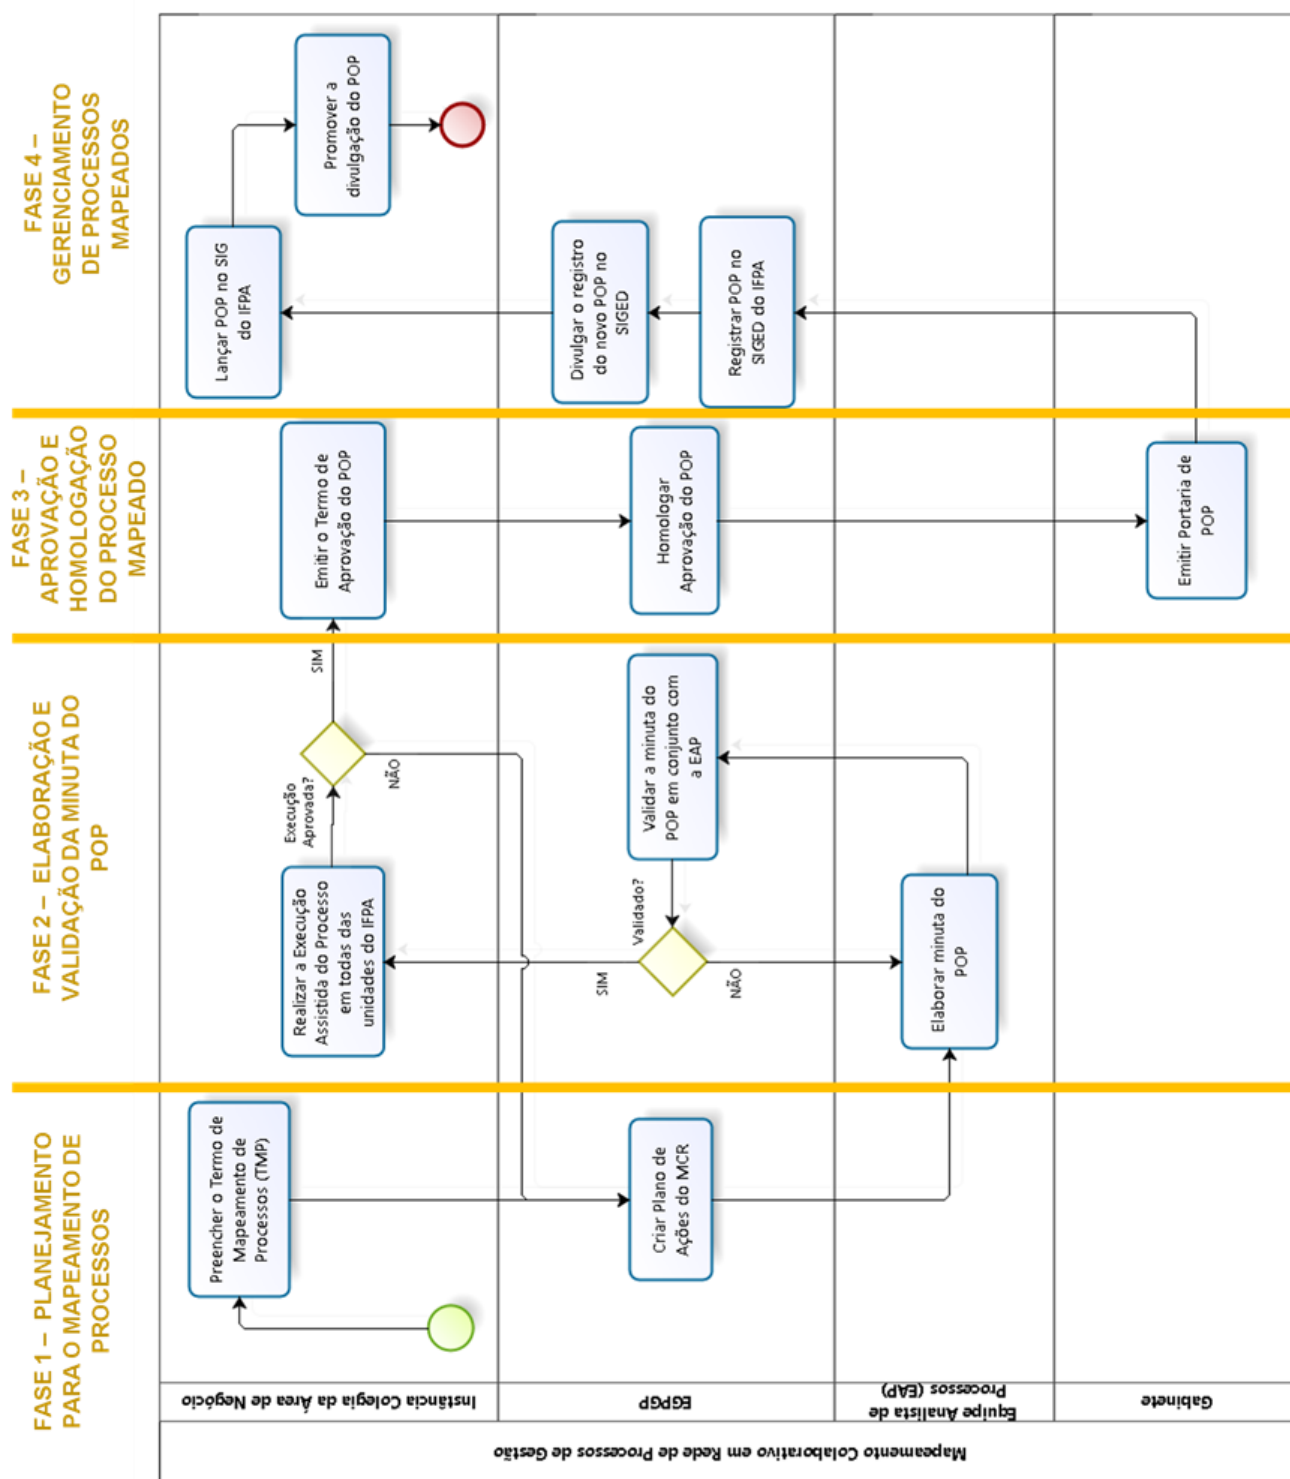 FASE 1 – PLANEJAMENTO
PARA O MAPEAMENTO DE
PROCESSOS
FASE 2 – ELABORAÇÃO E
VALIDAÇÃO DA MINUTA DO
POP
FASE 3 –
APROVAÇÃO E
HOMOLOGAÇÃO
DO PROCESSO
MAPEADO
FASE 4 –
GERENCIAMENTO
DE PROCESSOS
MAPEADOS
Mapeamento Colaborativo em Rede de Processos de Gestão
Instância Colegia da Área de Negócio
Preencher o Termo de
Mapeamento de
Processos (TMP)
Realizar a Execução
Assistida do Processo
em todas das
unidades do IFPA
Execução
Aprovada?
SIM
NÃO
Emitir o Termo de
Aprovação do POP
Lançar POP no SIG
do IFPA
Promover a
divulgação do POP
EGPGP
Criar Plano de
Ações do MCR
Validado?
SIM
NÃO
Validar a minuta do
POP em conjunto com
a EAP
Homologar
Aprovação do POP
Divulgar o registro
do novo POP no
SIGED
Registrar POP no
SIGED do IFPA
Equipe Analista de
Processos (EAP)
Elaborar minuta do
POP
Gabinete
Emitir Portaria de
POP